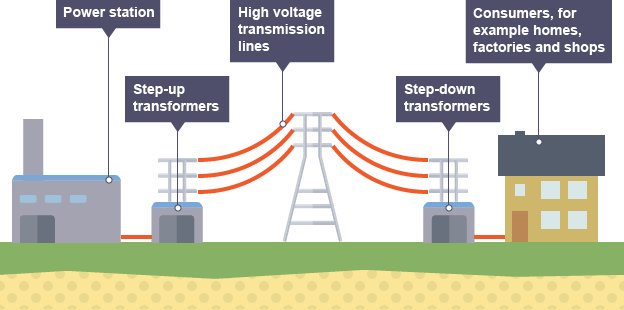 Power station
High voltage
transmission
lines
Consumers, for
example homes,
factories and shops
Step-up
transformers
Step-down
transformers